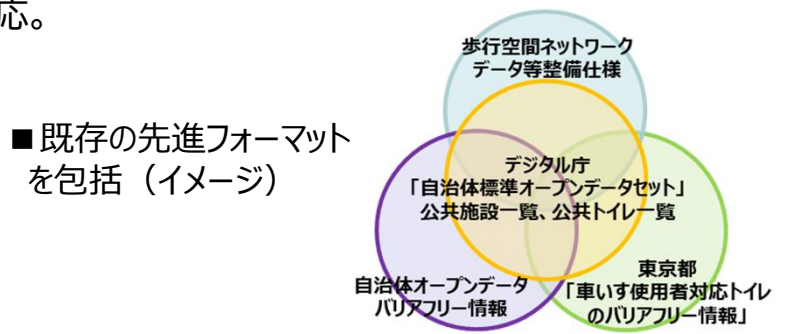 応。
■既存の先進フォーマット
を包括（イメージ）
歩行空間ネットワーク
データ等整備仕様
デジタル庁
「自治体標準オープンデータセット」
公共施設一覧、公共トイレ一覧
自治体オープンデータ
バリアフリー情報
東京都
「車いす使用者対応トイレ
のバリアフリー情報」